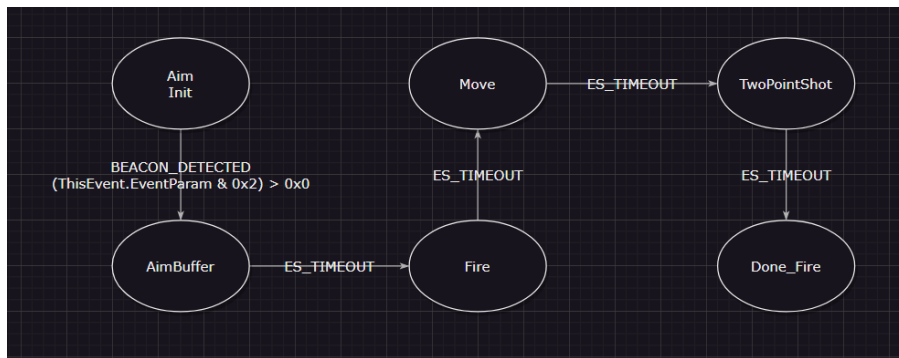 Aim
Init
Move
ES_TIMEOUT
TwoPointShot
BEACON_DETECTED
(ThisEvent.EventParam & 0x2) > 0x0
ES_TIMEOUT
ES_TIMEOUT
AimBuffer
ES_TIMEOUT
Fire
Done_Fire